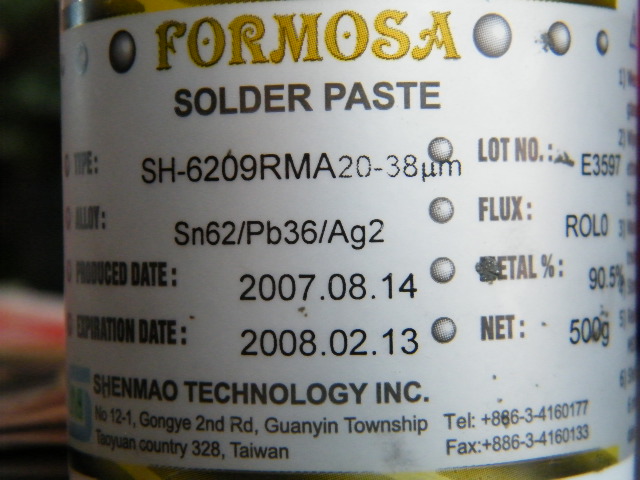 FORMOSA
SOLDER PASTE
TYPE: SH-6209RMA20-38µm LOT NO.: E3597
ALLOY: Sn62/Pb36/Ag2 FLUX: ROL0
PRODUCED DATE: 2007.08.14 METAL %: 90.5%
EXPIRATION DATE: 2008.02.13 NET: 500g
SHENMAO TECHNOLOGY INC.
No 12-1, Gongye 2nd Rd, Guanyin Township Tel: +886-3-4160177
Taoyuan country 328, Taiwan Fax:+886-3-4160133